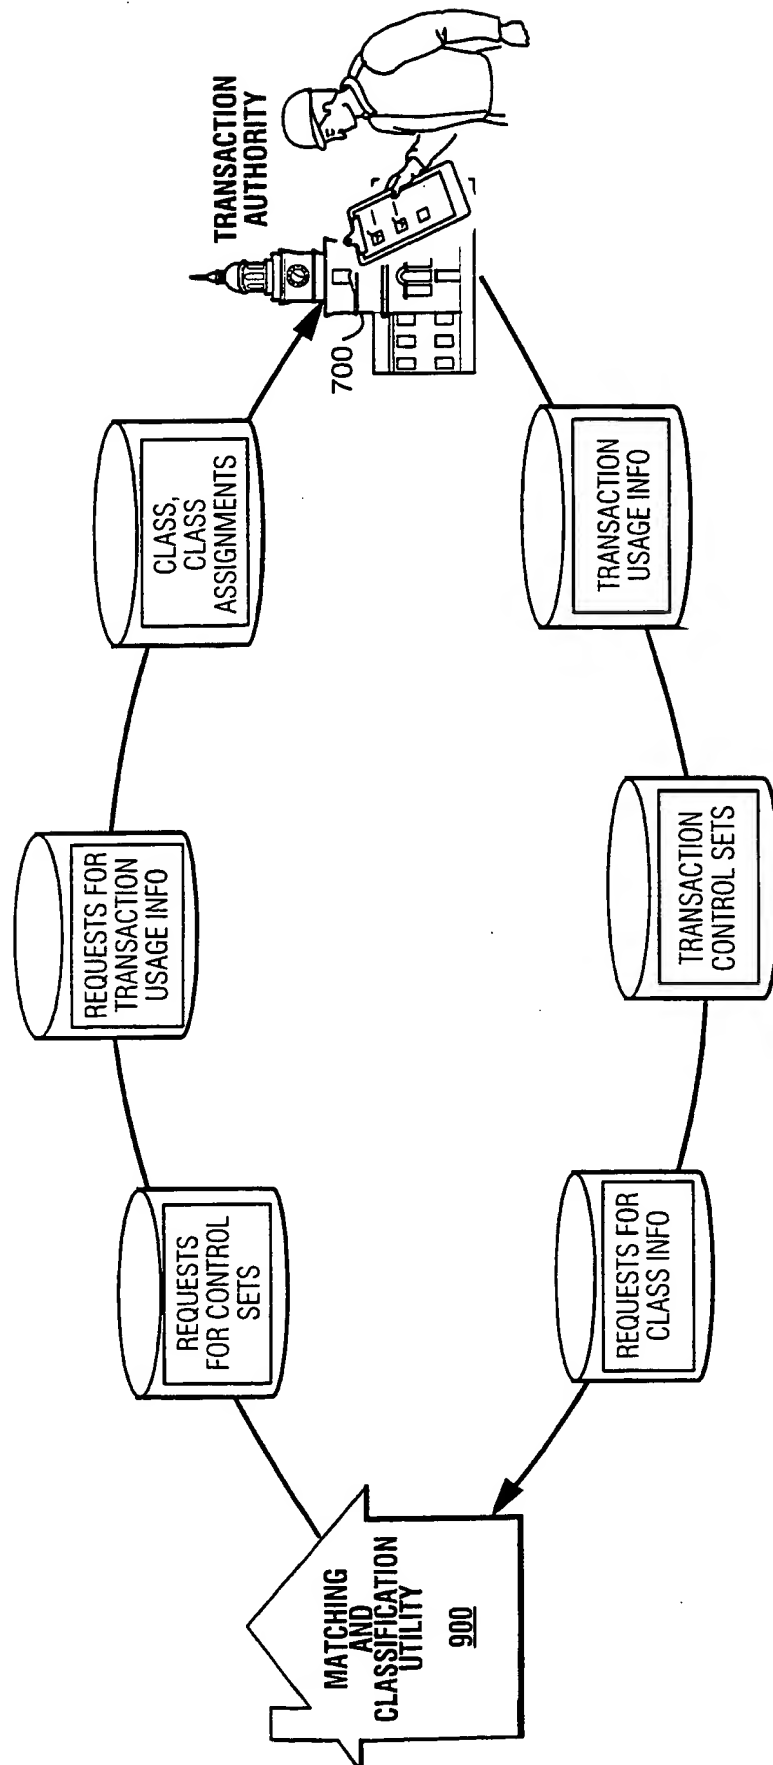 TRANSACTION
AUTHORITY
700
CLASS,
CLASS
ASSIGNMENTS
REQUESTS FOR
TRANSACTION
USAGE INFO
REQUESTS
FOR CONTROL
SETS
MATCHING
AND
CLASSIFICATION
UTILITY
900
REQUESTS FOR
CLASS INFO
TRANSACTION
CONTROL SETS
TRANSACTION
USAGE INFO